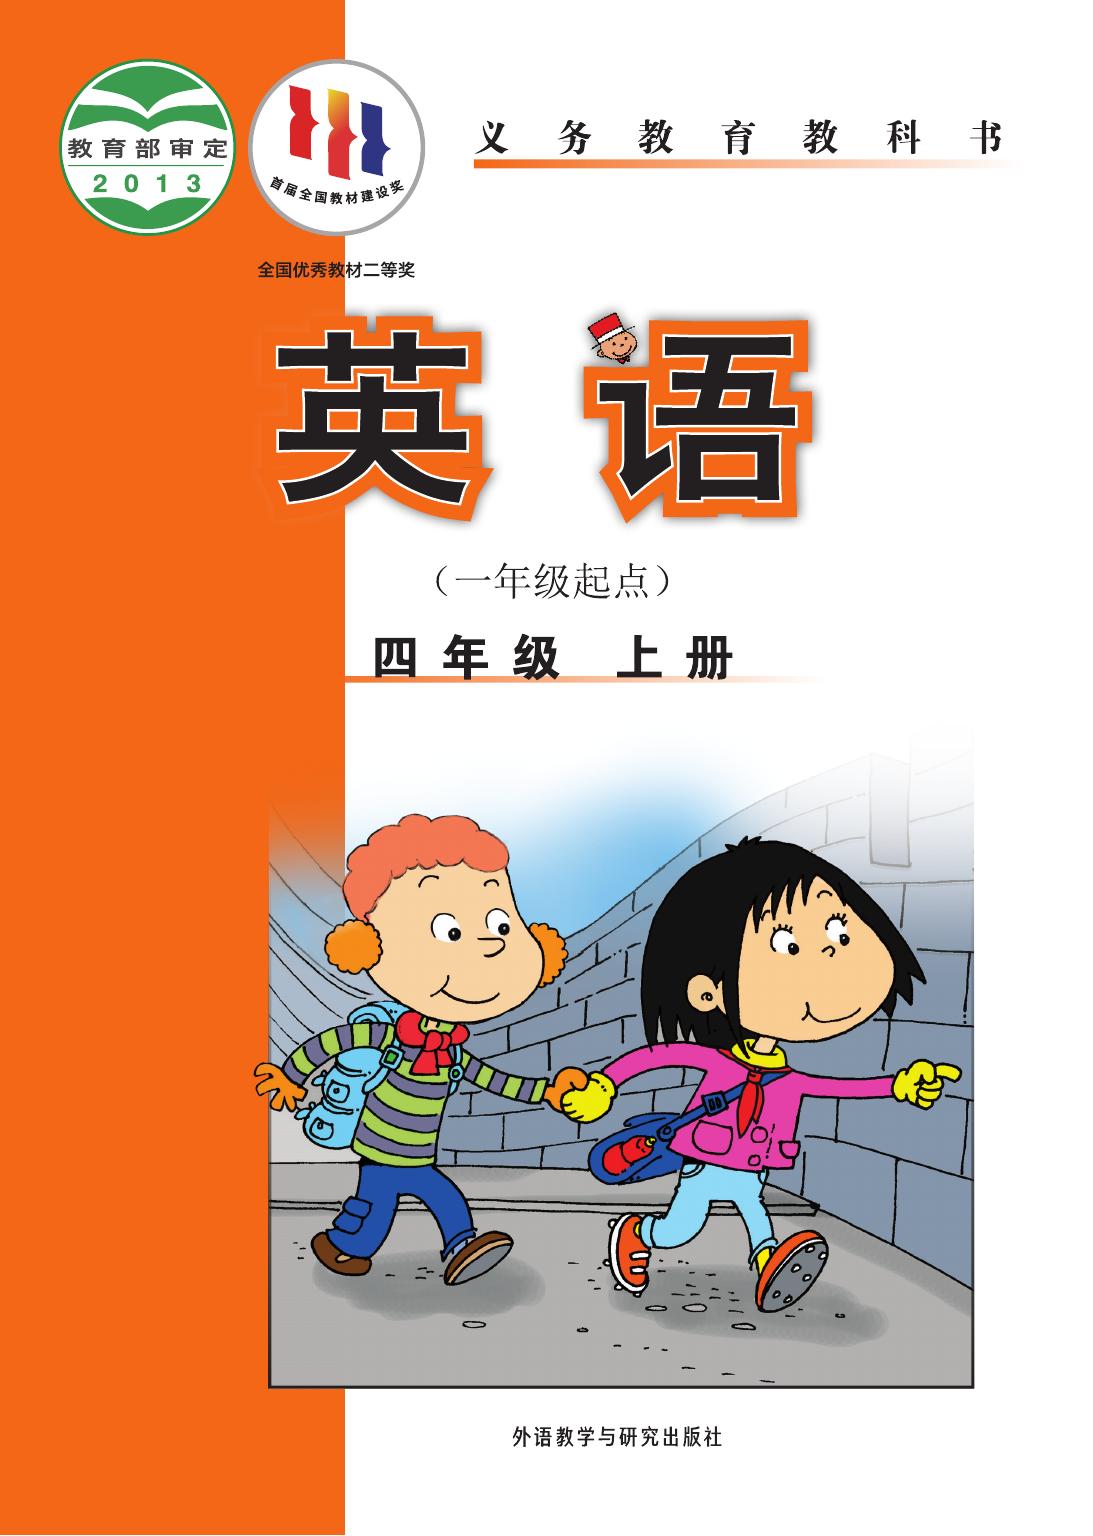 教育部审定
2013
首届全国教材建设奖
全国优秀教材二等奖
义务教育教科书
英语
（一年级起点）
四年级 上册
外语教学与研究出版社